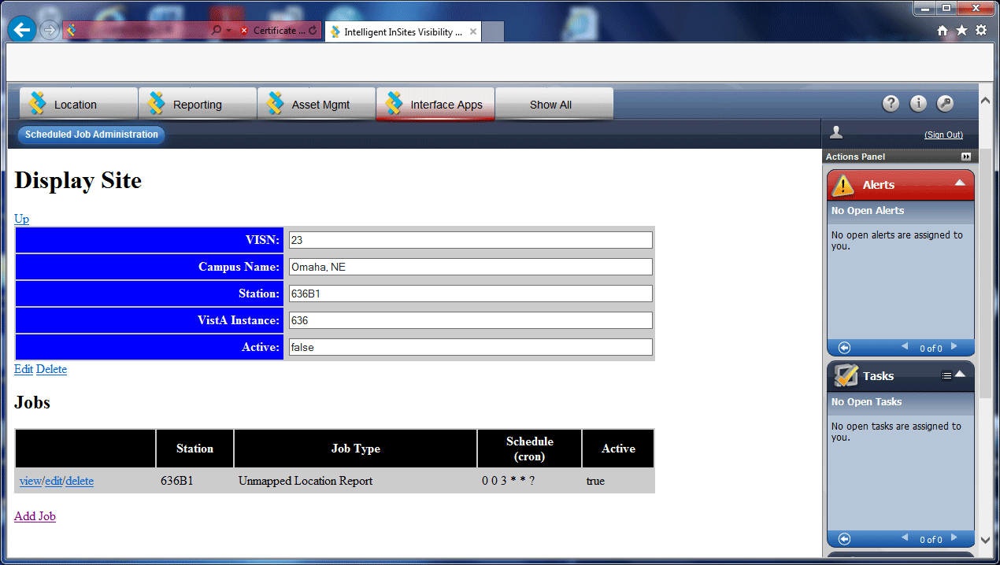 Certificate ...
Intelligent InSites Visibility ...
Location
Reporting
Asset Mgmt
Interface Apps
Show All
Scheduled Job Administration
(Sign Out)
Actions Panel
Display Site
Up
VISN: 23
Campus Name: Omaha, NE
Station: 636B1
VistA Instance: 636
Active: false
Edit Delete
Jobs
Station Job Type Schedule (cron) Active
view/edit/delete 636B1 Unmapped Location Report 0 0 3 * * ? true
Add Job
Alerts
No Open Alerts
No open alerts are assigned to
you.
0 of 0
Tasks
No Open Tasks
No open tasks are assigned to
you.
0 of 0